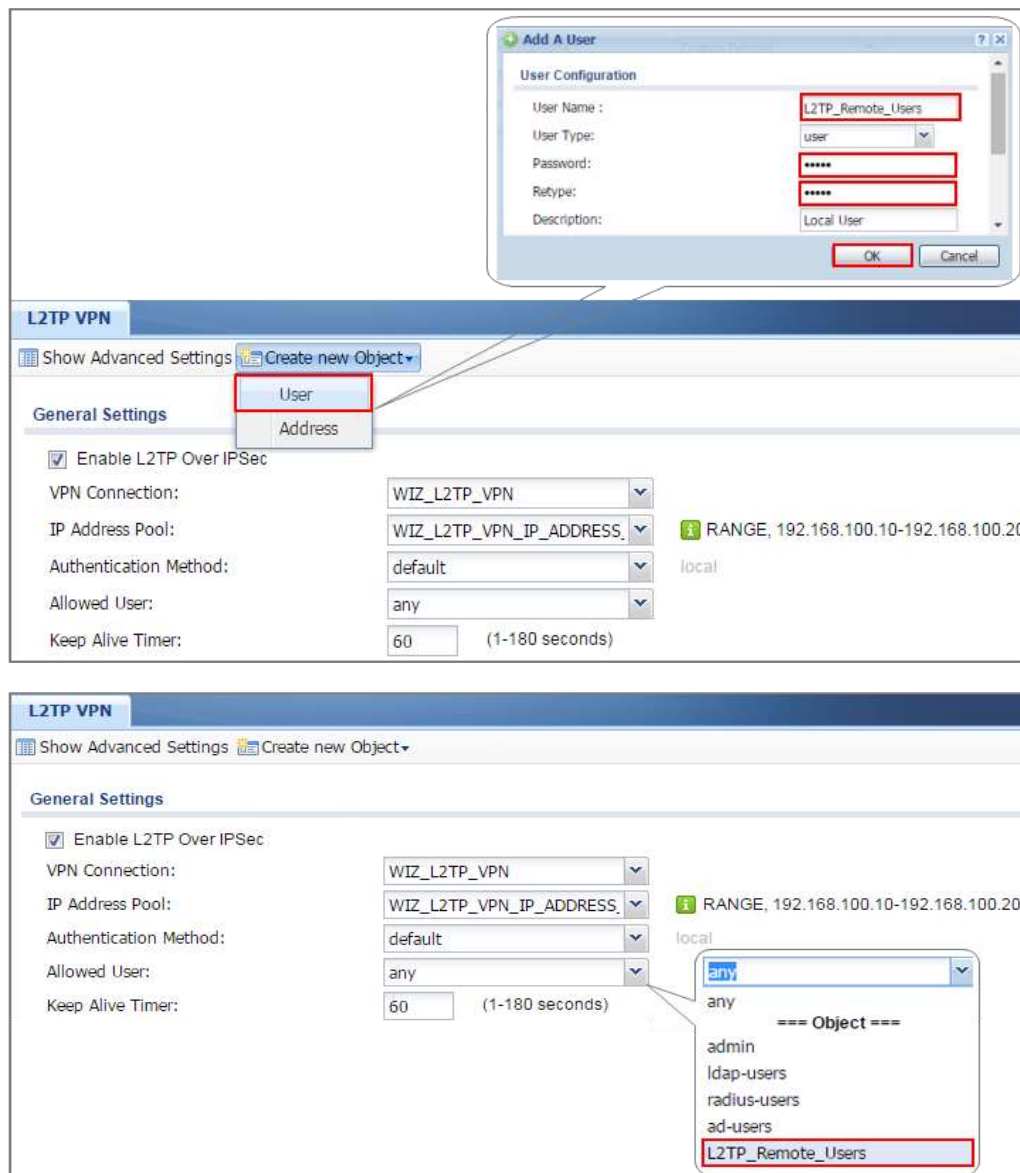 Add A User
User Configuration
User Name : L2TP_Remote_Users
User Type: user
Password: •••••
Retype: •••••
Description: Local User
OK Cancel
L2TP VPN
Show Advanced Settings Create new Object
User
General Settings
Address
Enable L2TP Over IPSec
VPN Connection: WIZ_L2TP_VPN
IP Address Pool: WIZ_L2TP_VPN_IP_ADDRESS_ RANGE, 192.168.100.10-192.168.100.20
Authentication Method: default local
Allowed User: any
Keep Alive Timer: 60 (1-180 seconds)
L2TP VPN
Show Advanced Settings Create new Object
General Settings
Enable L2TP Over IPSec
VPN Connection: WIZ_L2TP_VPN
IP Address Pool: WIZ_L2TP_VPN_IP_ADDRESS_ RANGE, 192.168.100.10-192.168.100.20
Authentication Method: default local
Allowed User: any any
Keep Alive Timer: 60 (1-180 seconds) any
=== Object ===
admin
ldap-users
radius-users
ad-users
L2TP_Remote_Users